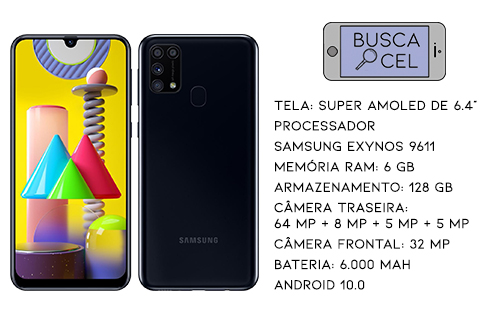 BUSCA
CEL
TELA: SUPER AMOLED DE 6.4"
PROCESSADOR
SAMSUNG EXYNOS 9611
MEMÓRIA RAM: 6 GB
ARMAZENAMENTO: 128 GB
CÂMERA TRASEIRA:
64 MP + 8 MP + 5 MP + 5 MP
CÂMERA FRONTAL: 32 MP
BATERIA: 6.000 MAH
ANDROID 10.0
SAMSUNG